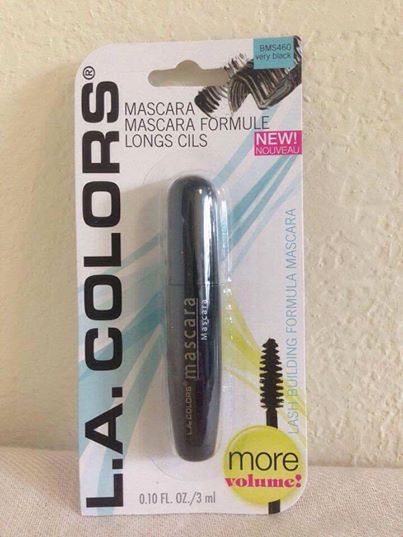 BMS460
very black
MASCARA
MASCARA FORMULE
LONGS CILS
NEW!
NOUVEAU
L.A. COLORS®
LASH BUILDING FORMULA MASCARA
L.A. COLORS® mascara
Mascara
more
volume!
0.10 FL. OZ./3 ml